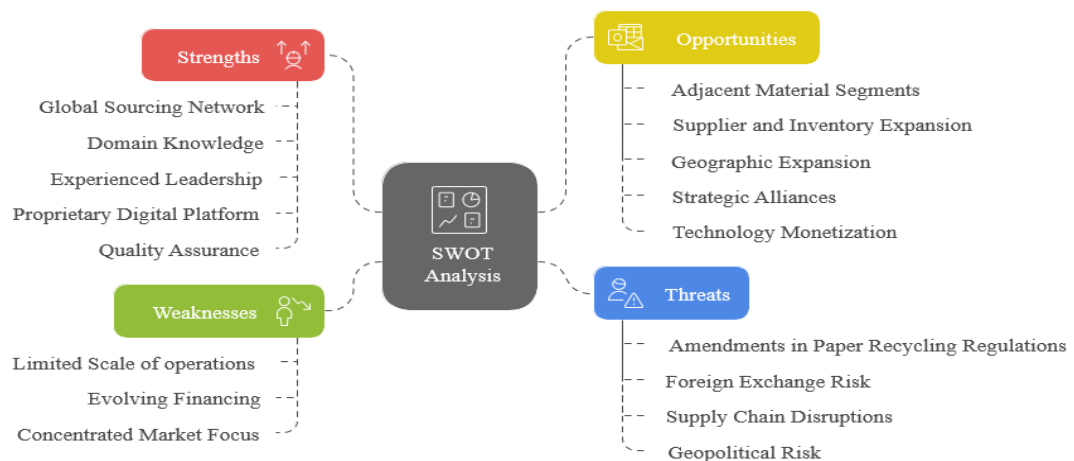 Strengths
Global Sourcing Network
Domain Knowledge
Experienced Leadership
Proprietary Digital Platform
Quality Assurance
Weaknesses
Limited Scale of operations
Evolving Financing
Concentrated Market Focus
SWOT
Analysis
Opportunities
Adjacent Material Segments
Supplier and Inventory Expansion
Geographic Expansion
Strategic Alliances
Technology Monetization
Threats
Amendments in Paper Recycling Regulations
Foreign Exchange Risk
Supply Chain Disruptions
Geopolitical Risk